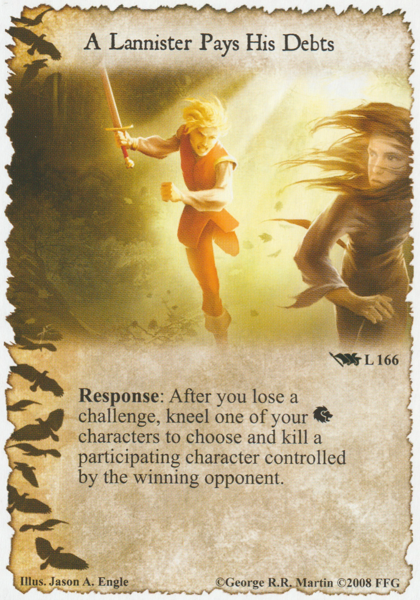 A Lannister Pays His Debts
L 166
Response: After you lose a
challenge, kneel one of your
characters to choose and kill a
participating character controlled
by the winning opponent.
Illus. Jason A. Engle ©George R.R. Martin ©2008 FFG